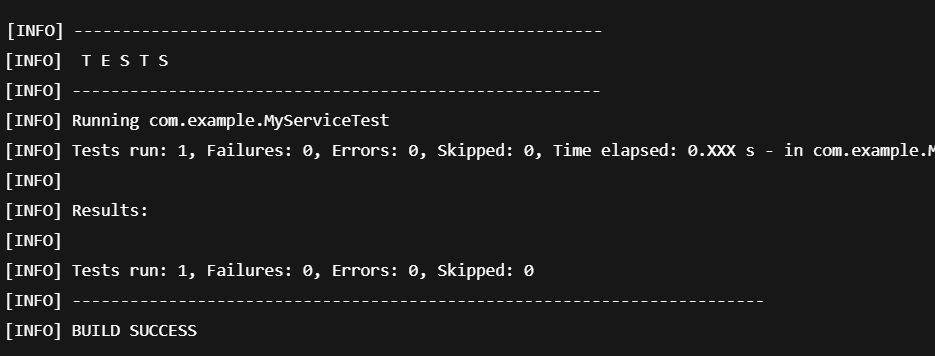 [INFO] -------------------------------------------------------
[INFO]  T E S T S
[INFO] -------------------------------------------------------
[INFO] Running com.example.MyServiceTest
[INFO] Tests run: 1, Failures: 0, Errors: 0, Skipped: 0, Time elapsed: 0.XXX s - in com.example.M
[INFO]
[INFO] Results:
[INFO]
[INFO] Tests run: 1, Failures: 0, Errors: 0, Skipped: 0
[INFO] ------------------------------------------------------------------------
[INFO] BUILD SUCCESS